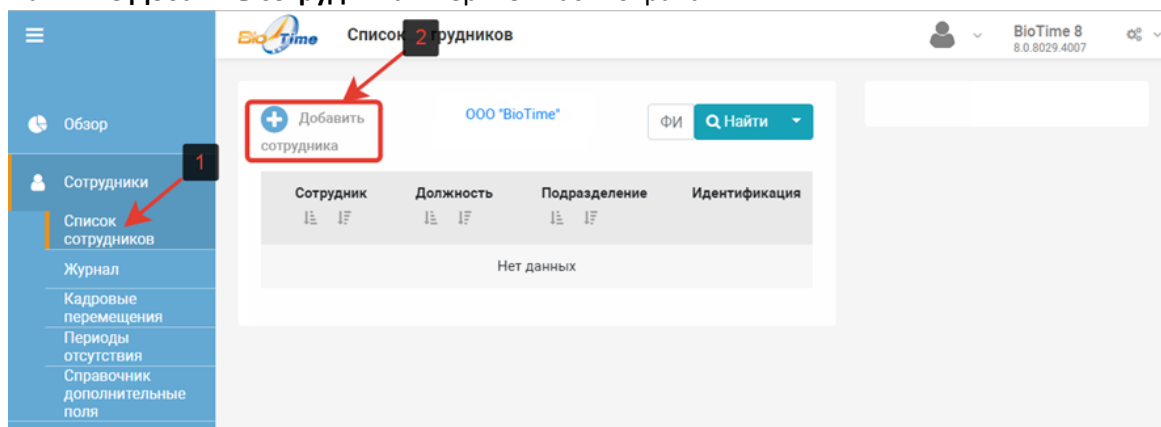 BioTime
Список
2
рудников
BioTime 8
8.0.8029.4007
Обзор
Добавить
сотрудника
ООО "BioTime"
ФИ
Найти
1
Сотрудники
Список
сотрудников
Журнал
Кадровые
перемещения
Периоды
отсутствия
Справочник
дополнительные
поля
Сотрудник
Должность
Подразделение
Идентификация
Нет данных